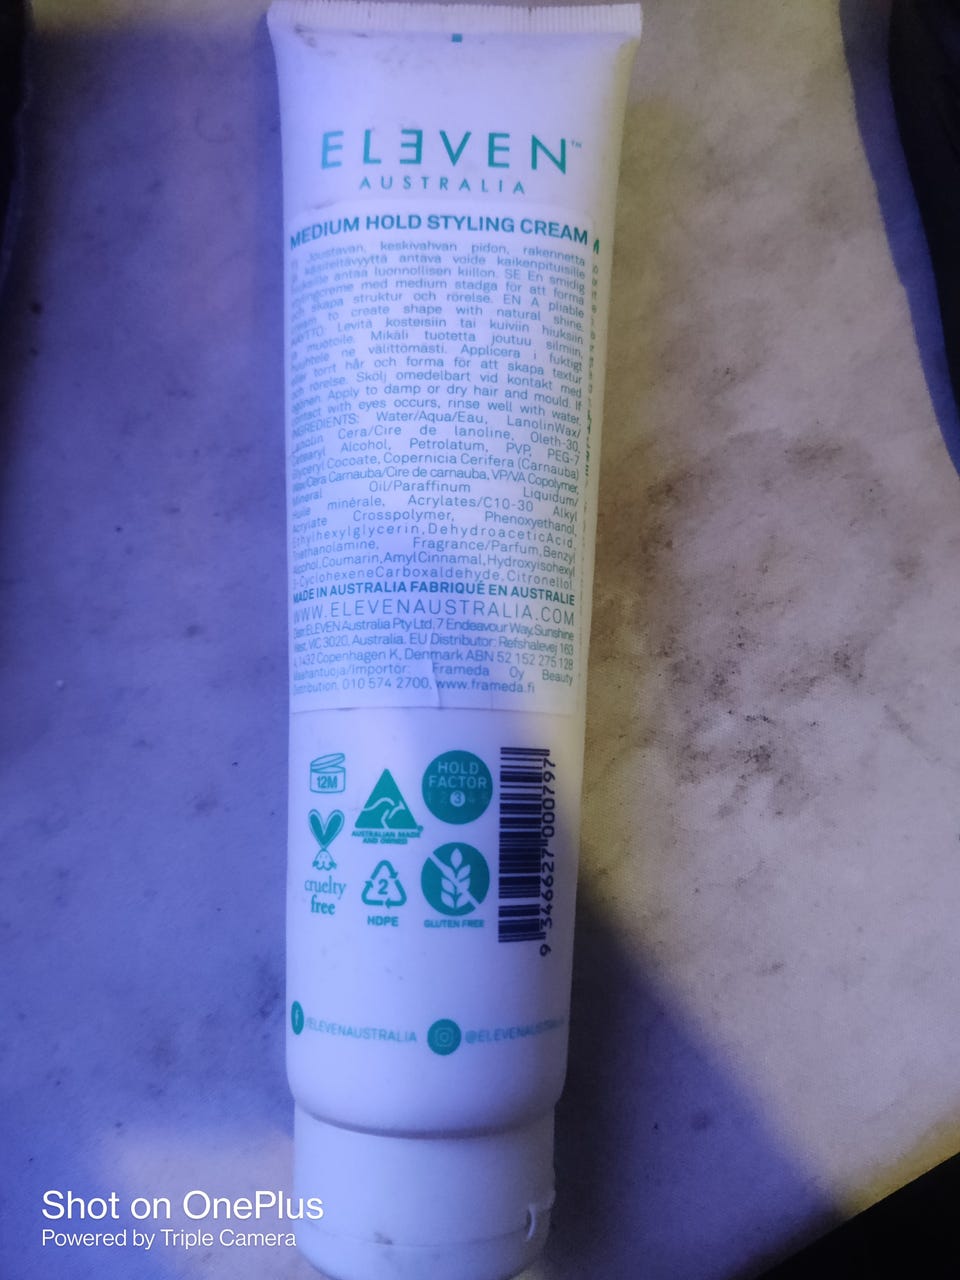 ELEVEN™
AUSTRALIA
MEDIUM HOLD STYLING CREAM
FI Joustavan, keskivahvan pidon, rakennetta
ja käsiteltävyyttä antava voide kaikenpituisille
hiuksille antaa luonnollisen kiillon. SE En smidig
stylingcreme med medium stadga för att forma
och skapa struktur och rörelse. EN A pliable
cream to create shape with natural shine.
KÄYTTÖ: Levitä kosteisiin tai kuiviin hiuksiin
ja muotoile. Mikäli tuotetta joutuu silmiin,
huuhtele ne välittömästi. Applicera i fuktigt
eller torrt hår och forma för att skapa textur
och rörelse. Skölj omedelbart vid kontakt med
ögonen. Apply to damp or dry hair and mould. If
contact with eyes occurs, rinse well with water.
INGREDIENTS: Water/Aqua/Eau, LanolinWax/
Lanolin Cera/Cire de lanoline, Oleth-30,
Cetearyl Alcohol, Petrolatum, PVP, PEG-7
Glyceryl Cocoate, Copernicia Cerifera (Carnauba)
Wax/Cera Carnauba/Cire de carnauba, VP/VA Copolymer,
Mineral Oil/Paraffinum Liquidum/
Huile minérale, Acrylates/C10-30 Alkyl
Acrylate Crosspolymer, Phenoxyethanol,
Ethylhexylglycerin, Dehydroacetic Acid,
Triethanolamine, Fragrance/Parfum, Benzyl
Alcohol, Coumarin, Amyl Cinnamal, Hydroxyisohexyl
3-Cyclohexene Carboxaldehyde, Citronellol
MADE IN AUSTRALIA FABRIQUÉ EN AUSTRALIE
WWW.ELEVENAUSTRALIA.COM
Distr: ELEVEN Australia Pty Ltd, 7 Endeavour Way, Sunshine
West, VIC 3020, Australia. EU Distributor: Refshalevej 163
A, 1432 Copenhagen K, Denmark ABN 52 152 275 128
Maahantuoja/Importör: Frameda Oy Beauty
Distribution, 010 574 2700, www.frameda.fi
12M
AUSTRALIAN MADE
AND OWNED
HOLD
FACTOR
1 2 3 4 5
cruelty
free
2
HDPE
GLUTEN FREE
9 346627 000797
/ELEVENAUSTRALIA
@ELEVENAUSTRALIA
Shot on OnePlus
Powered by Triple Camera